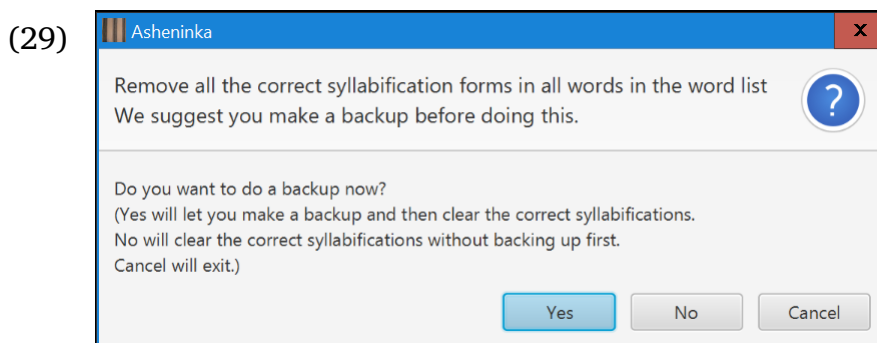 (29)
Asheninka
Remove all the correct syllabification forms in all words in the word list
We suggest you make a backup before doing this.
Do you want to do a backup now?
(Yes will let you make a backup and then clear the correct syllabifications.
No will clear the correct syllabifications without backing up first.
Cancel will exit.)
Yes No Cancel